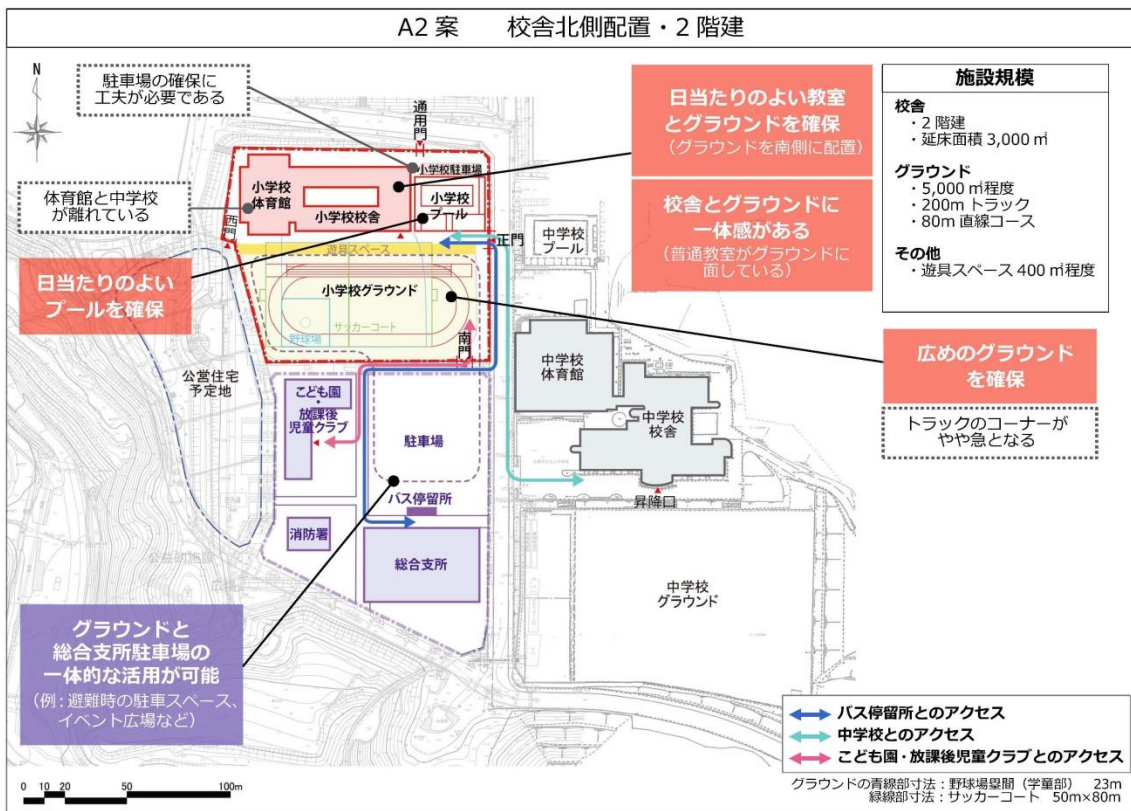 A2案 校舎北側配置・2階建
N
駐車場の確保に
工夫が必要である
体育館と中学校
が離れている
日当たりのよい
プールを確保
通用門
小学校駐車場
小学校
体育館
小学校校舎
小学校
プール
西門
正門
遊具スペース
小学校グラウンド
サッカーコート
野球場
南門
中学校
プール
中学校
体育館
中学校
校舎
昇降口
中学校
グラウンド
公営住宅
予定地
こども園・
放課後
児童クラブ
駐車場
バス停留所
消防署
総合支所
公益的施設
日当たりのよい教室
とグラウンドを確保
(グラウンドを南側に配置)
校舎とグラウンドに
一体感がある
(普通教室がグラウンドに
面している)
広めのグラウンド
を確保
トラックのコーナーが
やや急となる
施設規模
校舎
・2階建
・延床面積 3,000㎡
グラウンド
・5,000㎡程度
・200mトラック
・80m直線コース
その他
・遊具スペース400㎡程度
グラウンドと
総合支所駐車場の
一体的な活用が可能
(例:避難時の駐車スペース、
イベント広場など)
バス停留所とのアクセス
中学校とのアクセス
こども園・放課後児童クラブとのアクセス
グラウンドの青線部寸法:野球場塁間(学童部) 23m
緑線部寸法:サッカーコート 50m×80m
0 10 20 50 100m